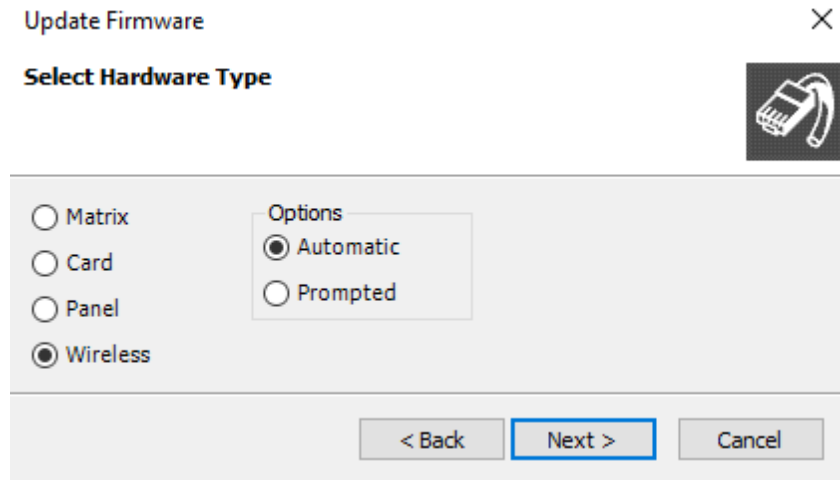 Update Firmware
Select Hardware Type
Matrix
Card
Panel
Wireless
Options
Automatic
Prompted
< Back
Next >
Cancel